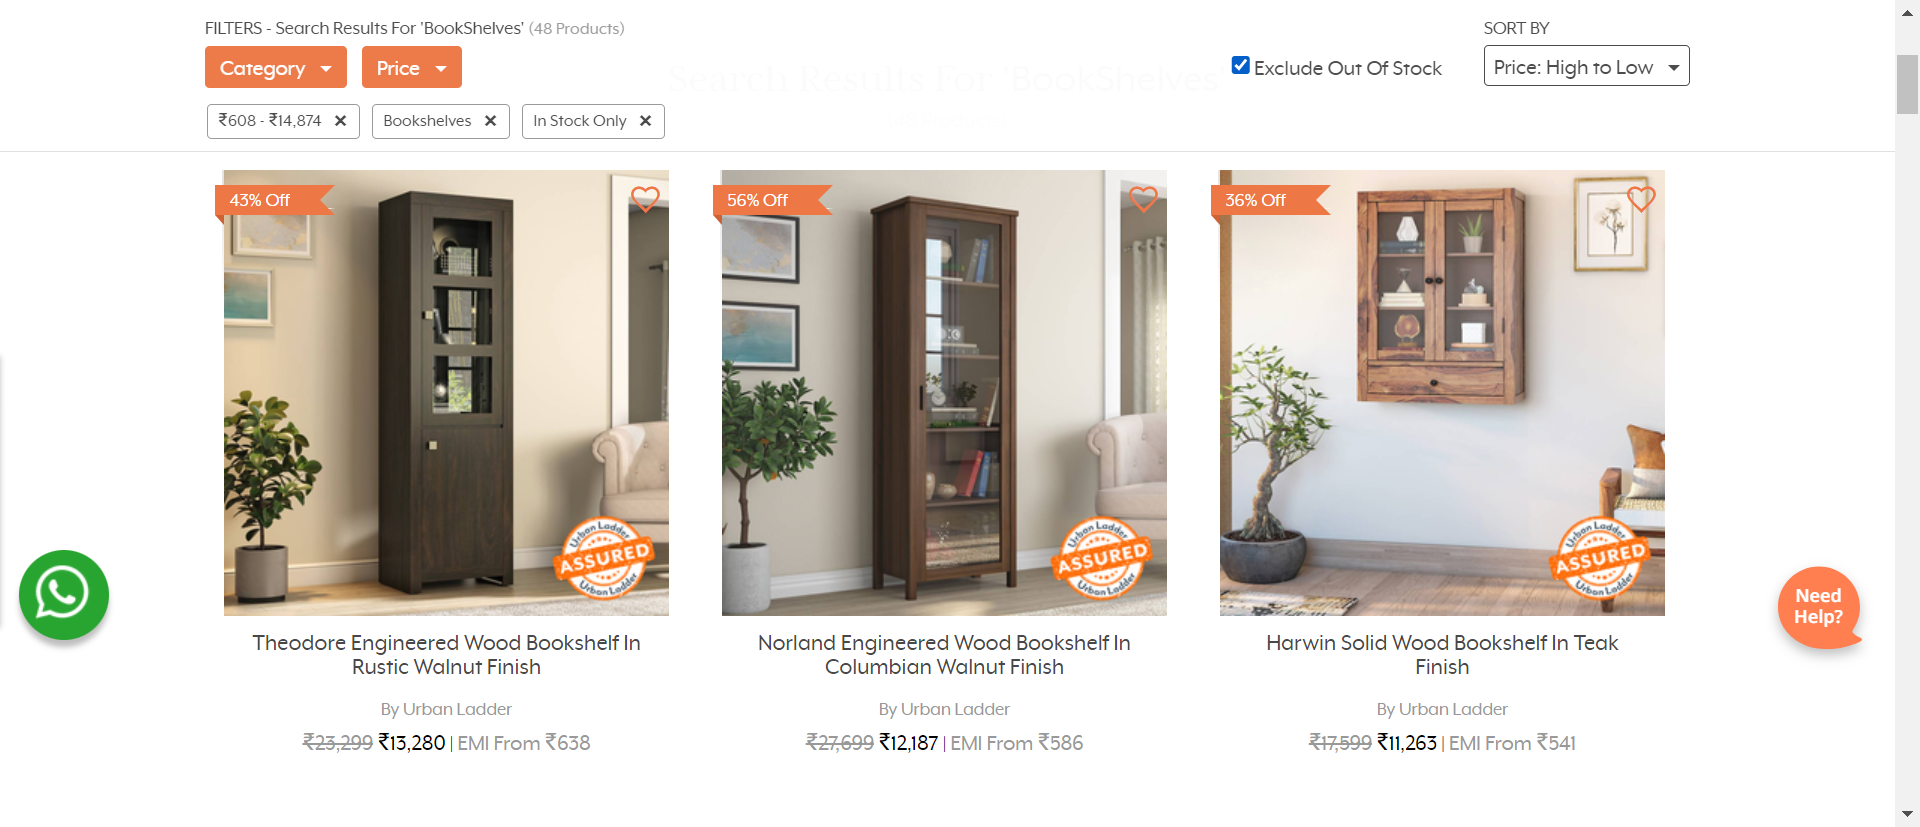 FILTERS - Search Results For 'BookShelves' (48 Products)
SORT BY
Category
Price
Search Results For 'BookShelves'
Exclude Out Of Stock
Price: High to Low
₹608 - ₹14,874 ✕
Bookshelves ✕
In Stock Only ✕
43% Off
56% Off
36% Off
Urban Ladder
ASSURED
Urban Ladder
Urban Ladder
ASSURED
Urban Ladder
Urban Ladder
ASSURED
Urban Ladder
Need
Help?
Theodore Engineered Wood Bookshelf In
Rustic Walnut Finish
By Urban Ladder
₹23,299 ₹13,280 | EMI From ₹638
Norland Engineered Wood Bookshelf In
Columbian Walnut Finish
By Urban Ladder
₹27,699 ₹12,187 | EMI From ₹586
Harwin Solid Wood Bookshelf In Teak
Finish
By Urban Ladder
₹17,599 ₹11,263 | EMI From ₹541